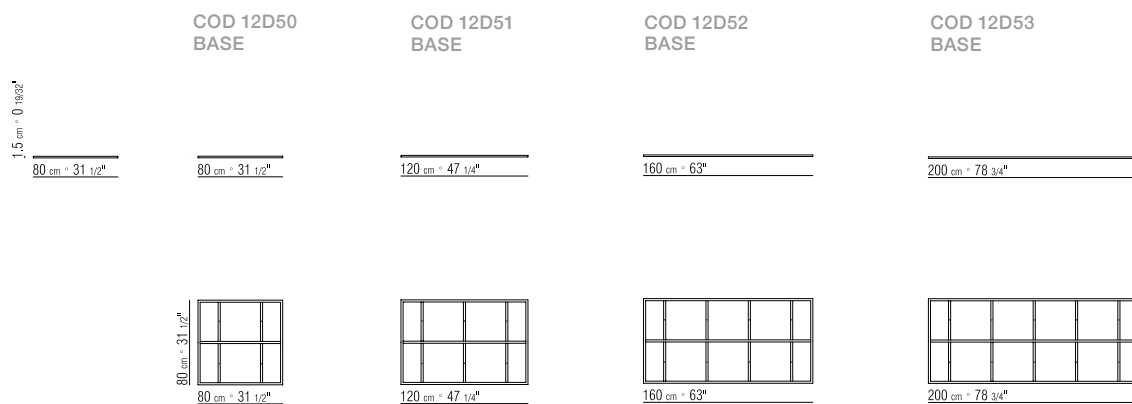 COD 12D50
BASE
COD 12D51
BASE
COD 12D52
BASE
COD 12D53
BASE
1.5 cm ° 0 19/32"
80 cm ° 31 1/2"
80 cm ° 31 1/2"
120 cm ° 47 1/4"
160 cm ° 63"
200 cm ° 78 3/4"
80 cm ° 31 1/2"
80 cm ° 31 1/2"
120 cm ° 47 1/4"
160 cm ° 63"
200 cm ° 78 3/4"